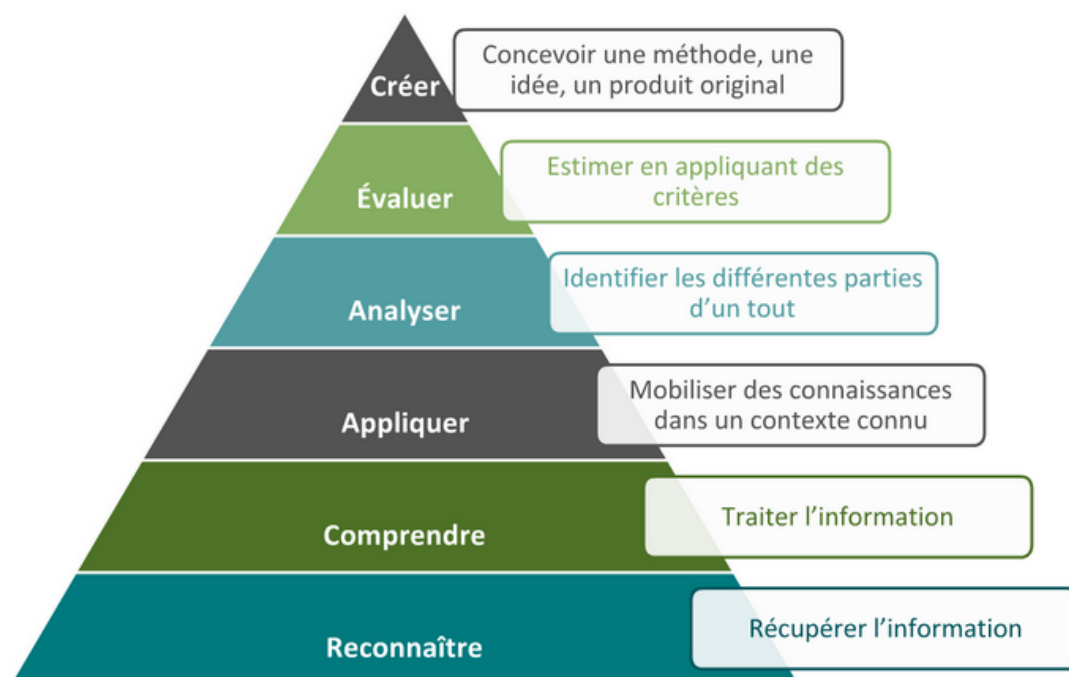 Créer
Concevoir une méthode, une
idée, un produit original
Évaluer
Estimer en appliquant des
critères
Analyser
Identifier les différentes parties
d’un tout
Appliquer
Mobiliser des connaissances
dans un contexte connu
Comprendre
Traiter l’information
Reconnaître
Récupérer l’information